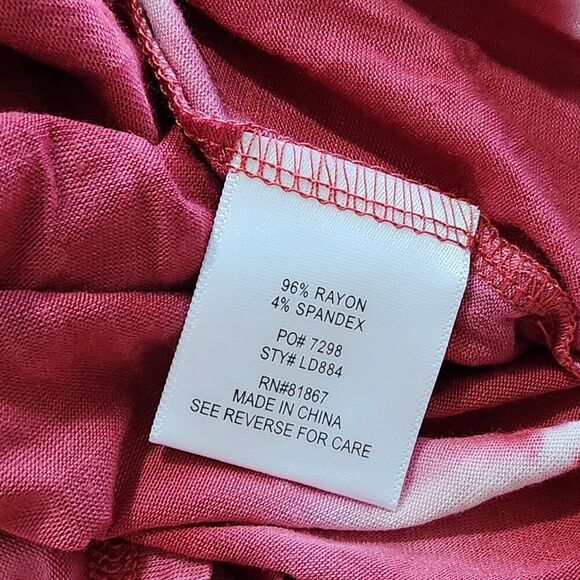 96% RAYON
4% SPANDEX
PO# 7298
STY# LD884
RN#81867
MADE IN CHINA
SEE REVERSE FOR CARE